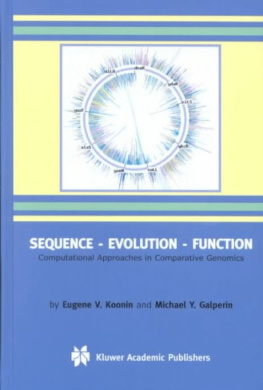 SEQUENCE - EVOLUTION - FUNCTION
Computational Approaches in Comparative Genomics
by Eugene V. Koonin and Michael Y. Galperin
Kluwer Academic Publishers